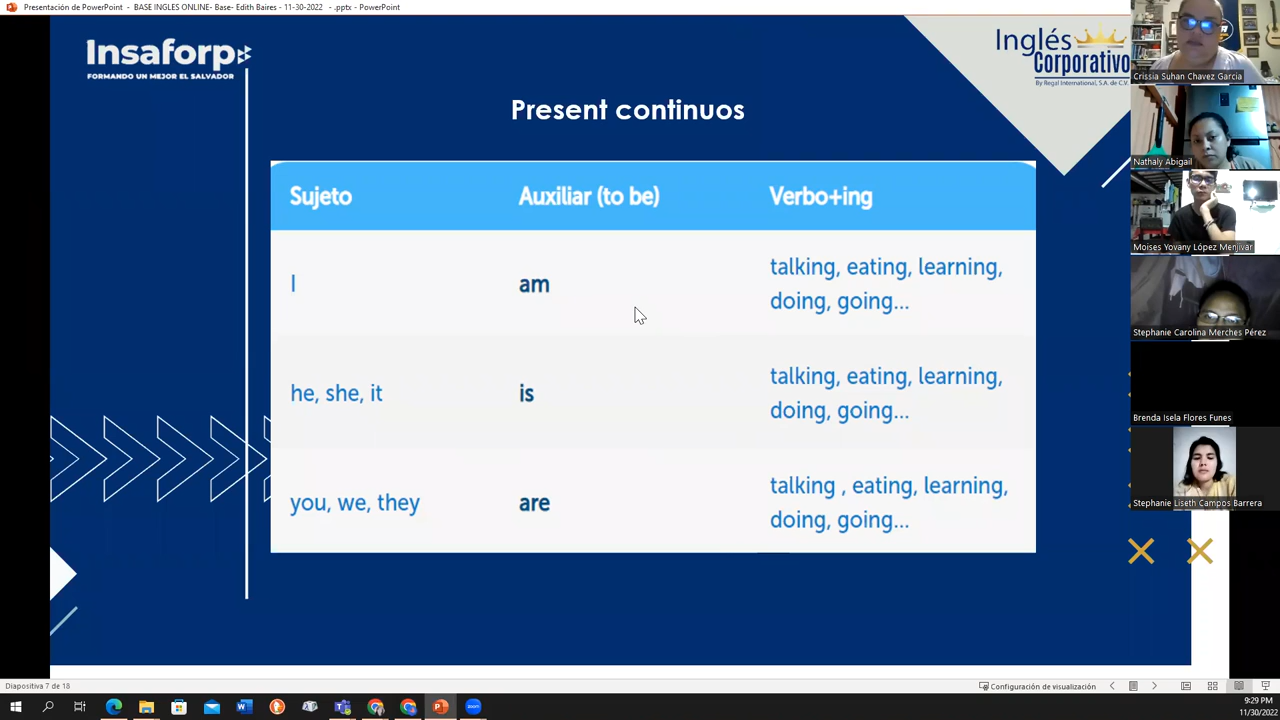 Presentación de PowerPoint - BASE INGLES ONLINE- Base- Edith Baires - 11-30-2022 - .pptx - PowerPoint
Insaforp
FORMANDO UN MEJOR EL SALVADOR
Inglés
Corporativo
By Regal International, S.A. de C.V.
Present continuos
Sujeto Auxiliar (to be) Verbo+ing
I am talking, eating, learning,
doing, going...
he, she, it is talking, eating, learning,
doing, going...
you, we, they are talking , eating, learning,
doing, going...
Crissia Suhan Chavez Garcia
Nathaly Abigail
Moises Yovany López Menjivar
Stephanie Carolina Merches Pérez
Brenda Isela Flores Funes
Stephanie Liseth Campos Barrera
Diapositiva 7 de 18
Configuración de visualización
9:29 PM
11/30/2022